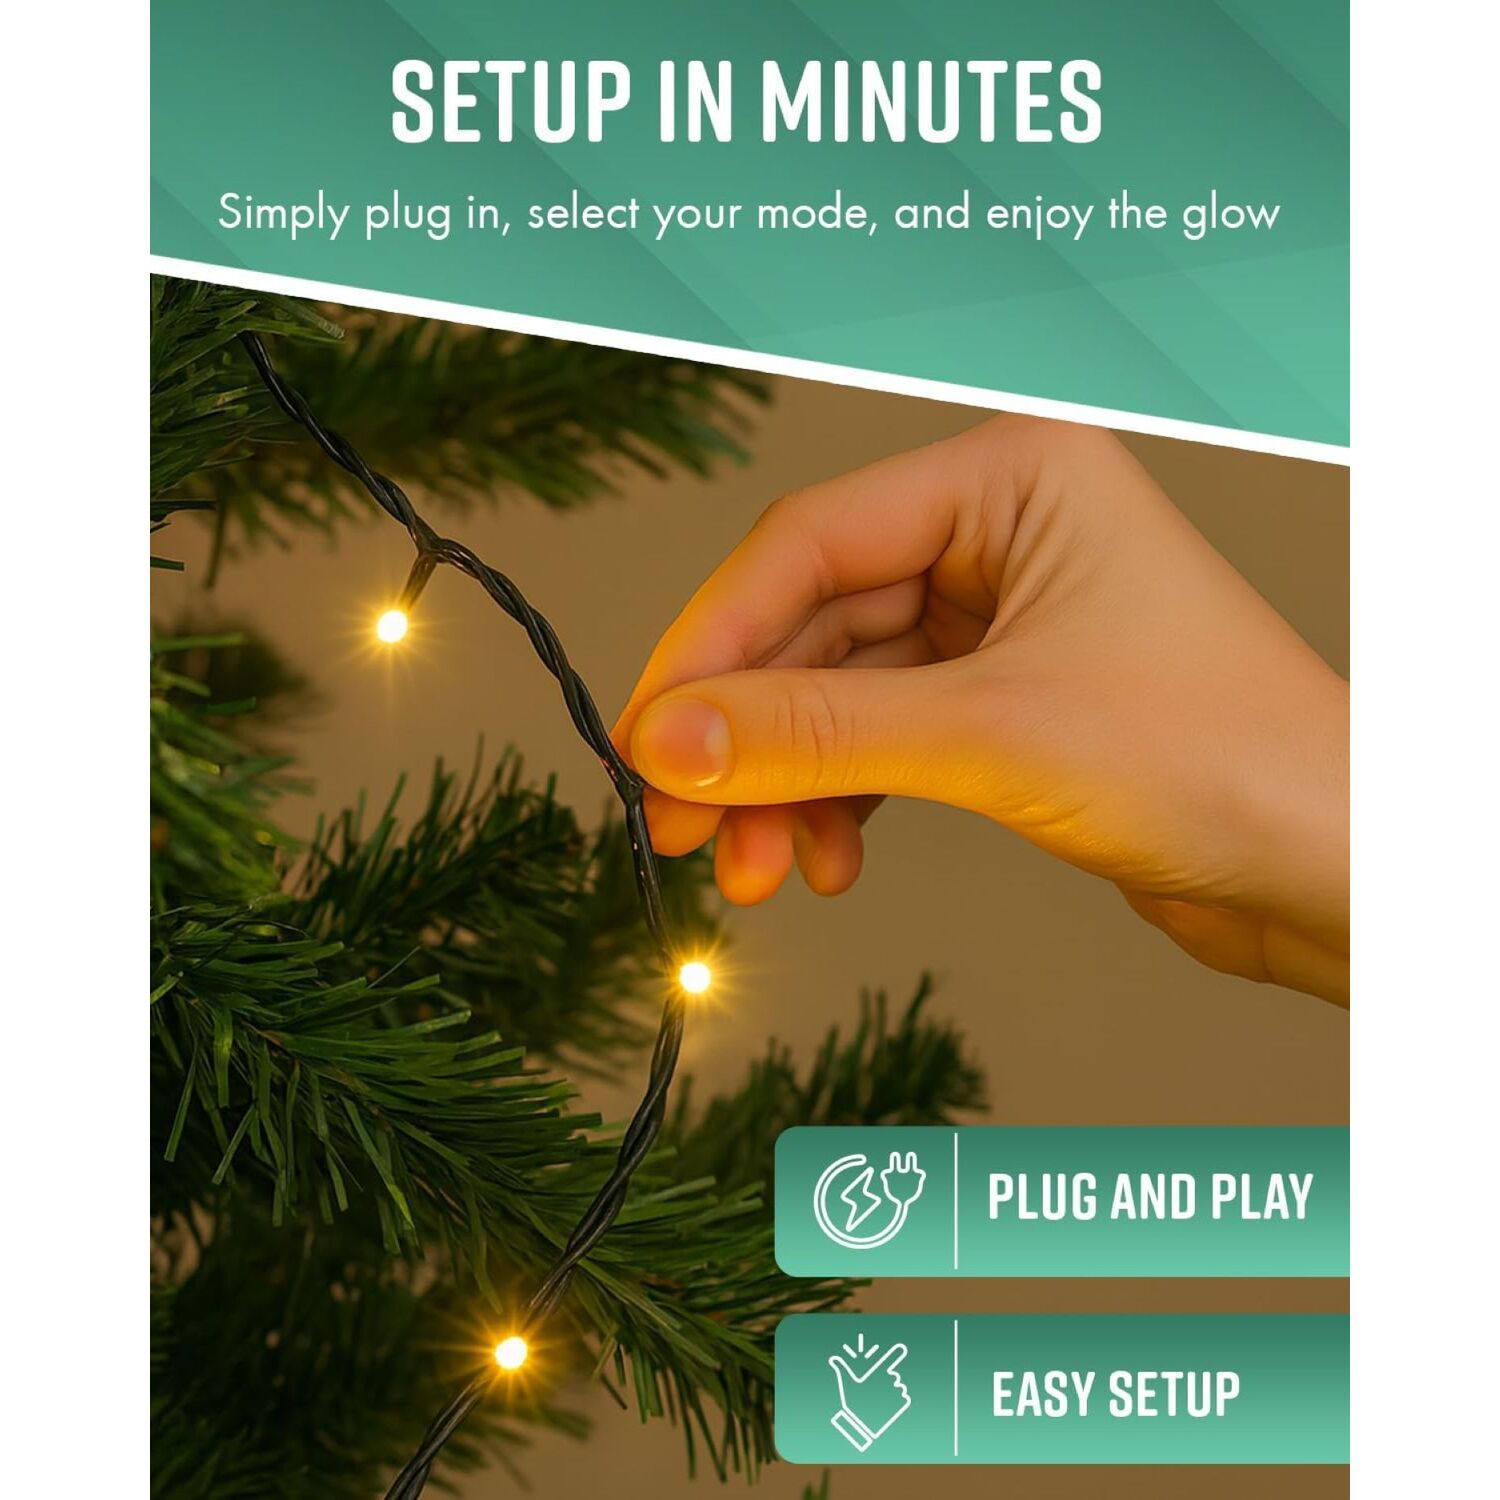 SETUP IN MINUTES
Simply plug in, select your mode, and enjoy the glow
PLUG AND PLAY
EASY SETUP